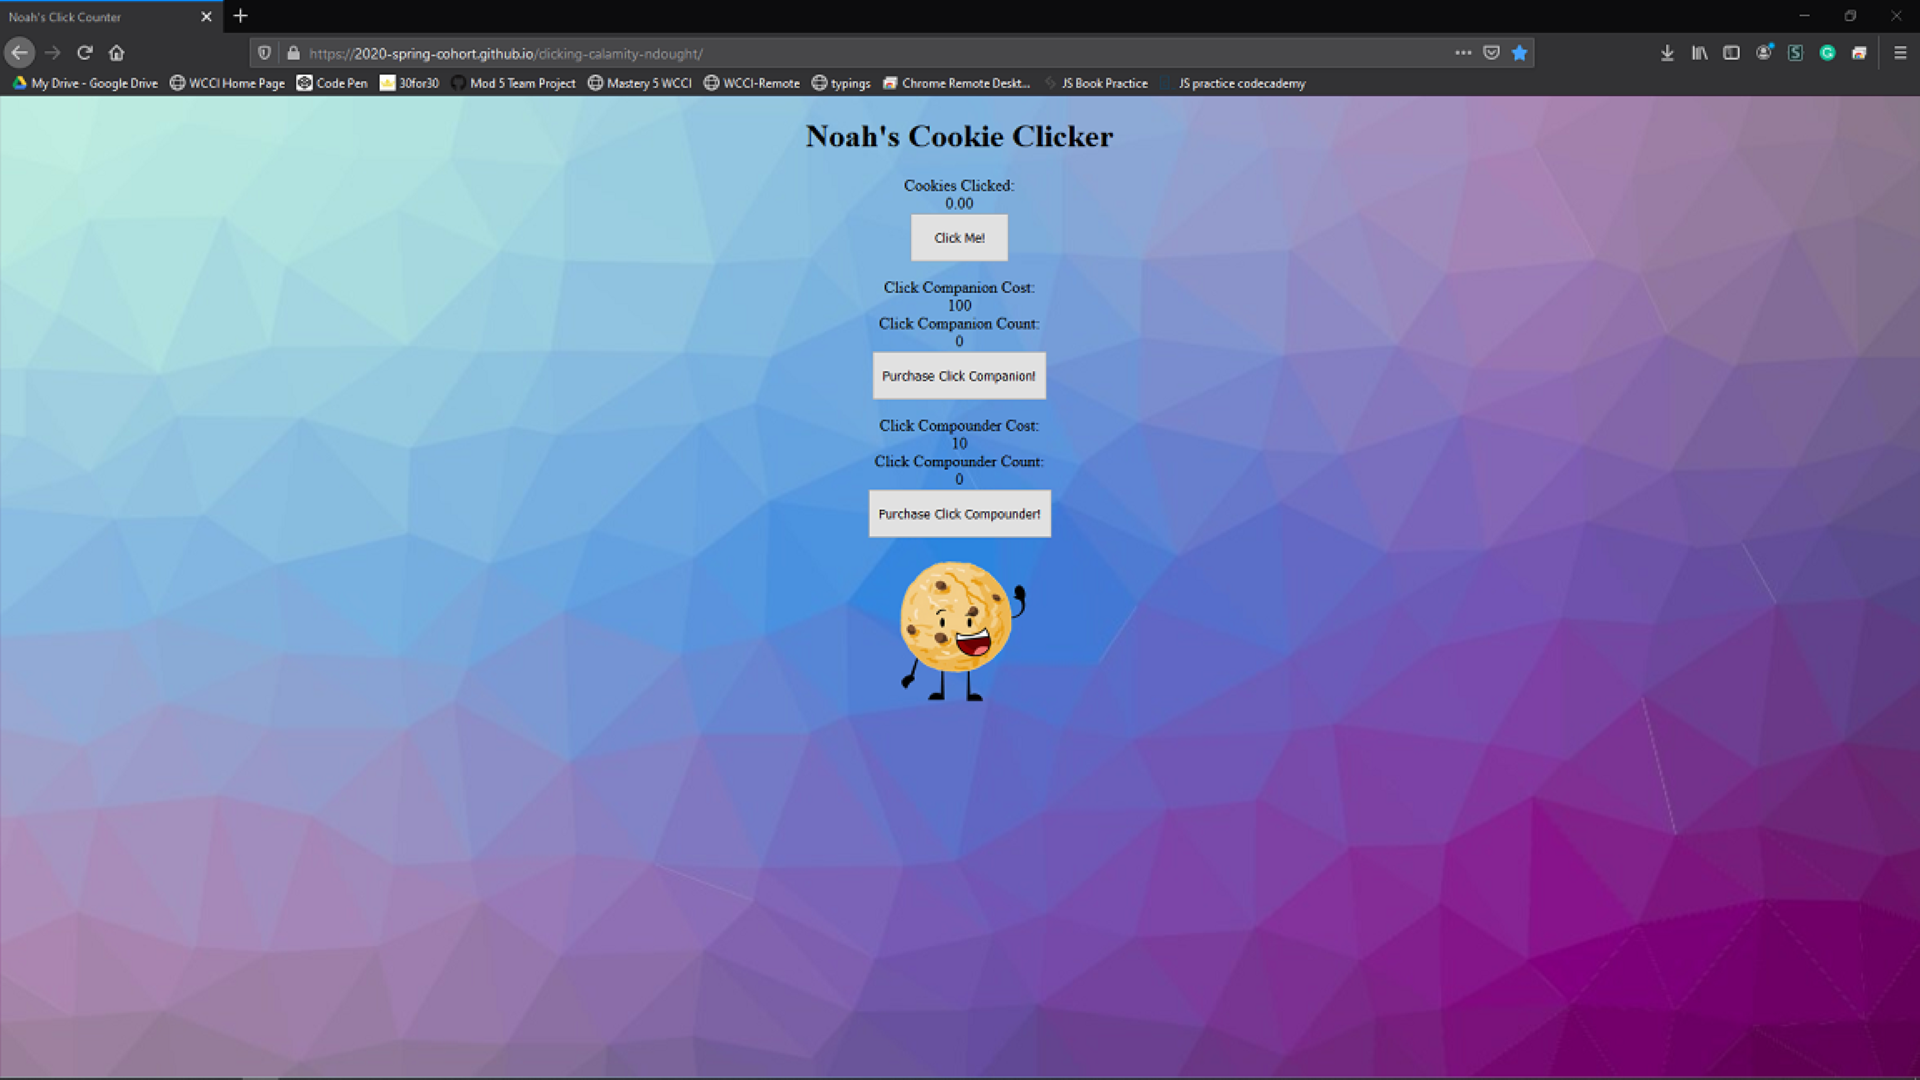 Noah's Click Counter
https://2020-spring-cohort.github.io/clicking-calamity-ndought/
My Drive - Google Drive WCCI Home Page Code Pen 30for30 Mod 5 Team Project Mastery 5 WCCI WCCI-Remote typings Chrome Remote Deskt... JS Book Practice JS practice codecademy
Noah's Cookie Clicker
Cookies Clicked:
0.00
Click Me!
Click Companion Cost:
100
Click Companion Count:
0
Purchase Click Companion!
Click Compounder Cost:
10
Click Compounder Count:
0
Purchase Click Compounder!